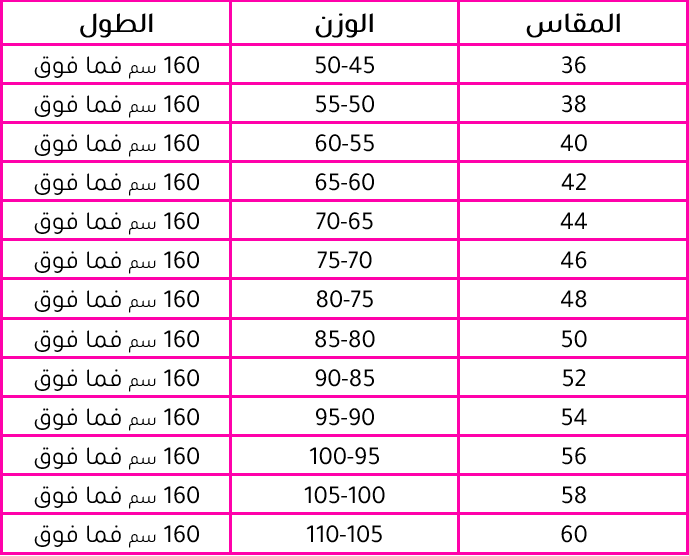 المقاس الوزن الطول
36 50-45 160 سم فما فوق
38 55-50 160 سم فما فوق
40 60-55 160 سم فما فوق
42 65-60 160 سم فما فوق
44 70-65 160 سم فما فوق
46 75-70 160 سم فما فوق
48 80-75 160 سم فما فوق
50 85-80 160 سم فما فوق
52 90-85 160 سم فما فوق
54 95-90 160 سم فما فوق
56 100-95 160 سم فما فوق
58 105-100 160 سم فما فوق
60 110-105 160 سم فما فوق